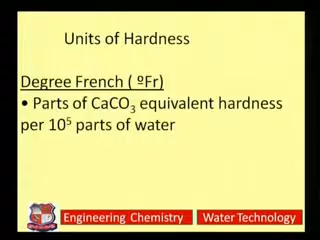 Units of Hardness
Degree French ( ºFr)
• Parts of CaCO₃ equivalent hardness
per 10⁵ parts of water
Engineering Chemistry
Water Technology